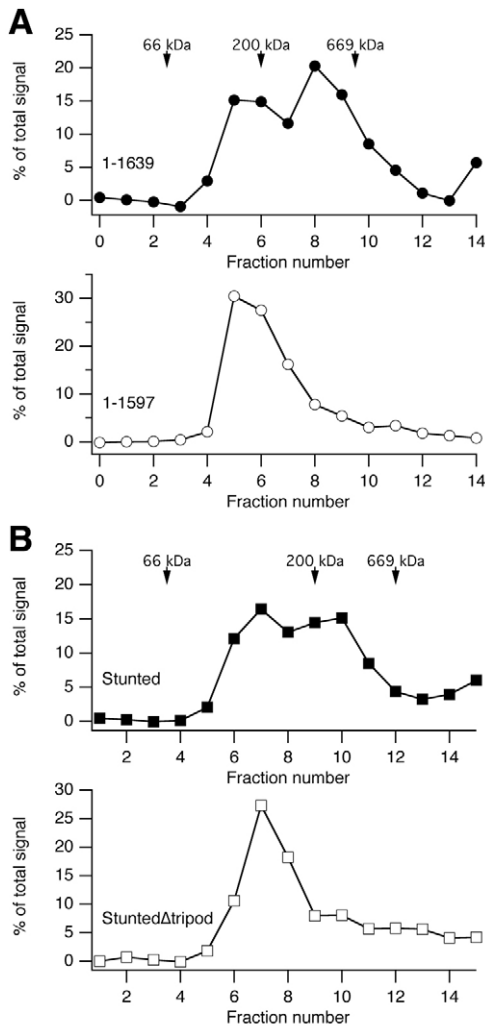 A
25
20
15
10
5
0
% of total signal
66 kDa 200 kDa 669 kDa
1-1639
0 2 4 6 8 10 12 14
Fraction number
30
20
10
0
% of total signal
1-1597
0 2 4 6 8 10 12 14
Fraction number
B
25
20
15
10
5
0
% of total signal
66 kDa 200 kDa 669 kDa
Stunted
2 4 6 8 10 12 14
Fraction number
30
25
20
15
10
5
0
% of total signal
StuntedΔtripod
2 4 6 8 10 12 14
Fraction number